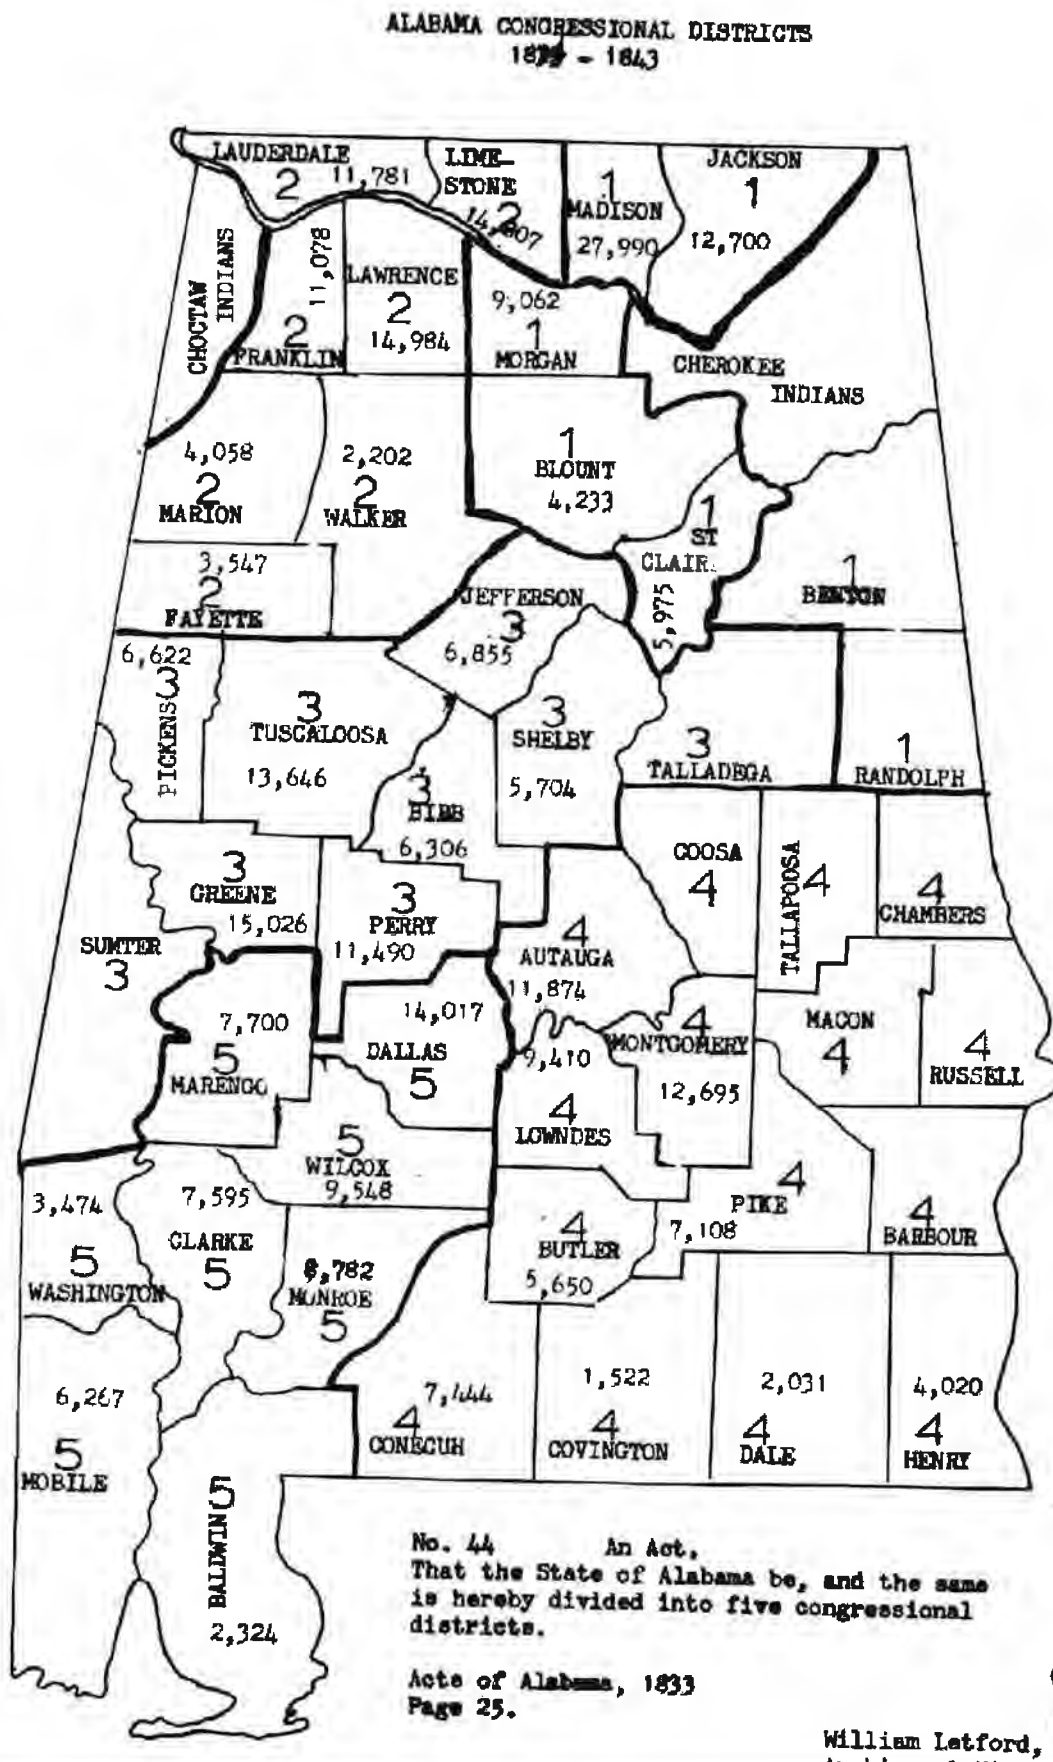 ALABAMA CONGRESSIONAL DISTRICTS
- 1843
LAUDERDALE
2 11,781
LIME-
STONE
2
14,807
1
MADISON
27,990
JACKSON
1
12,700
CHOCTAW
INDIANS
11,078
2
FRANKLIN
LAWRENCE
2
14,984
9,062
1
MORGAN
CHEROKEE
INDIANS
4,058
2
MARION
2,202
2
WALKER
1
BLOUNT
4,233
1
ST
CLAIR.
5,975
1
BENTON
3,547
2
FAYETTE
JEFFERSON
3
6,855
6,622
3
PICKENS
3
TUSCALOOSA
13,646
3
SHELBY
5,704
3
TALLADEGA
1
RANDOLPH
3
BIBB
6,306
3
GREENE
15,026
3
PERRY
11,490
COOSA
4
TALLAPOOSA
4
4
CHAMBERS
SUMTER
3
4
AUTAUGA
11,874
7,700
5
MARENGO
14,017
DALLAS
5
9,410
4
LOWNDES
4
MONTGOMERY
12,695
MACON
4
4
RUSSELL
5
WILCOX
9,548
3,474
5
WASHINGTON
7,595
CLARKE
5
8,782
MONROE
5
4
BUTLER
5,650
4
PIKE
7,108
4
BARBOUR
6,267
5
MOBILE
7,444
4
CONECUH
1,522
4
COVINGTON
2,031
4
DALE
4,020
4
HENRY
5
BALDWIN
2,324
No. 44 An Act.
That the State of Alabama be, and the same
is hereby divided into five congressional
districts.
Acts of Alabama, 1833
Page 25.
William Letford,